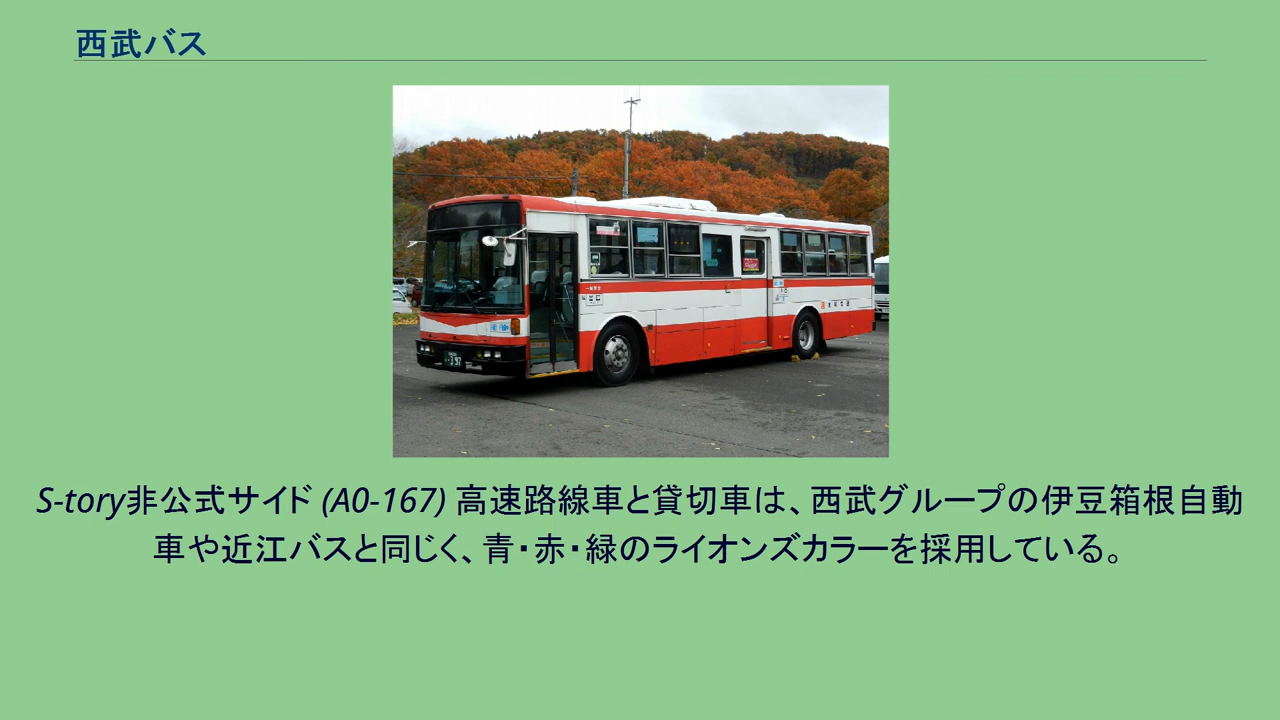 西武バス
397
S-tory非公式サイド (A0-167) 高速路線車と貸切車は、西武グループの伊豆箱根自動
車や近江バスと同じく、青・赤・緑のライオンズカラーを採用している。